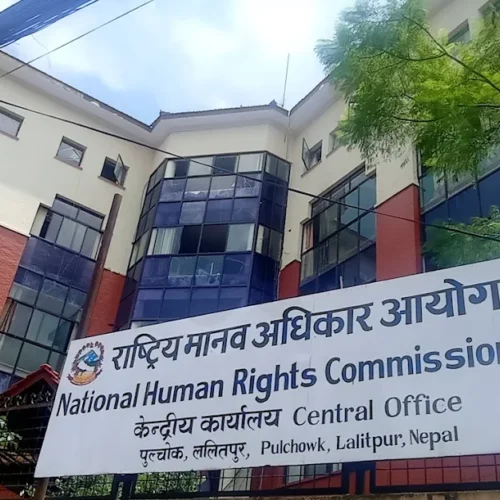 राष्ट्रिय मानव अधिकार आयोग
National Human Rights Commission
केन्द्रीय कार्यालय Central Office
पुल्चोक, ललितपुर, Pulchowk, Lalitpur, Nepal